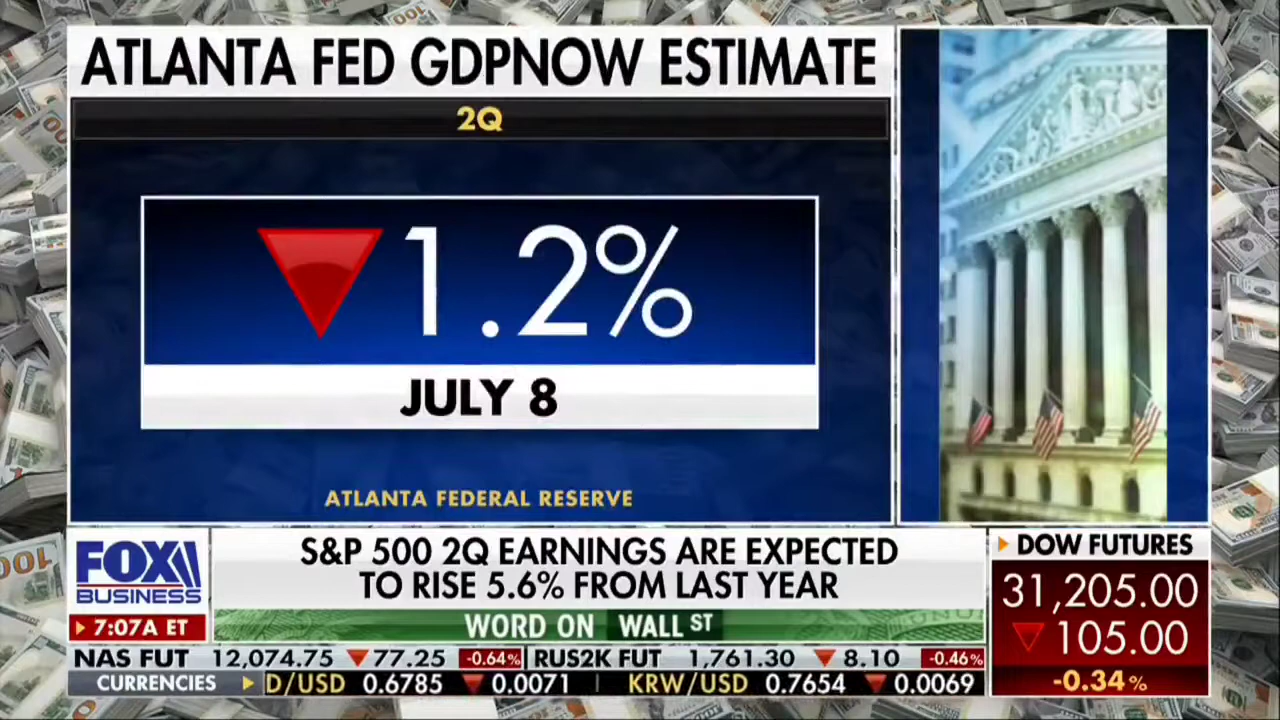 ATLANTA FED GDPNOW ESTIMATE
2Q
▼1.2%
JULY 8
ATLANTA FEDERAL RESERVE
FOX BUSINESS
7:07A ET
S&P 500 2Q EARNINGS ARE EXPECTED
TO RISE 5.6% FROM LAST YEAR
WORD ON WALL ST
DOW FUTURES
31,205.00
▼105.00
-0.34%
NAS FUT 12,074.75 ▼77.25 -0.64% RUS2K FUT 1,761.30 ▼8.10 -0.46%
CURRENCIES D/USD 0.6785 ▼0.0071 KRW/USD 0.7654 ▼0.0069